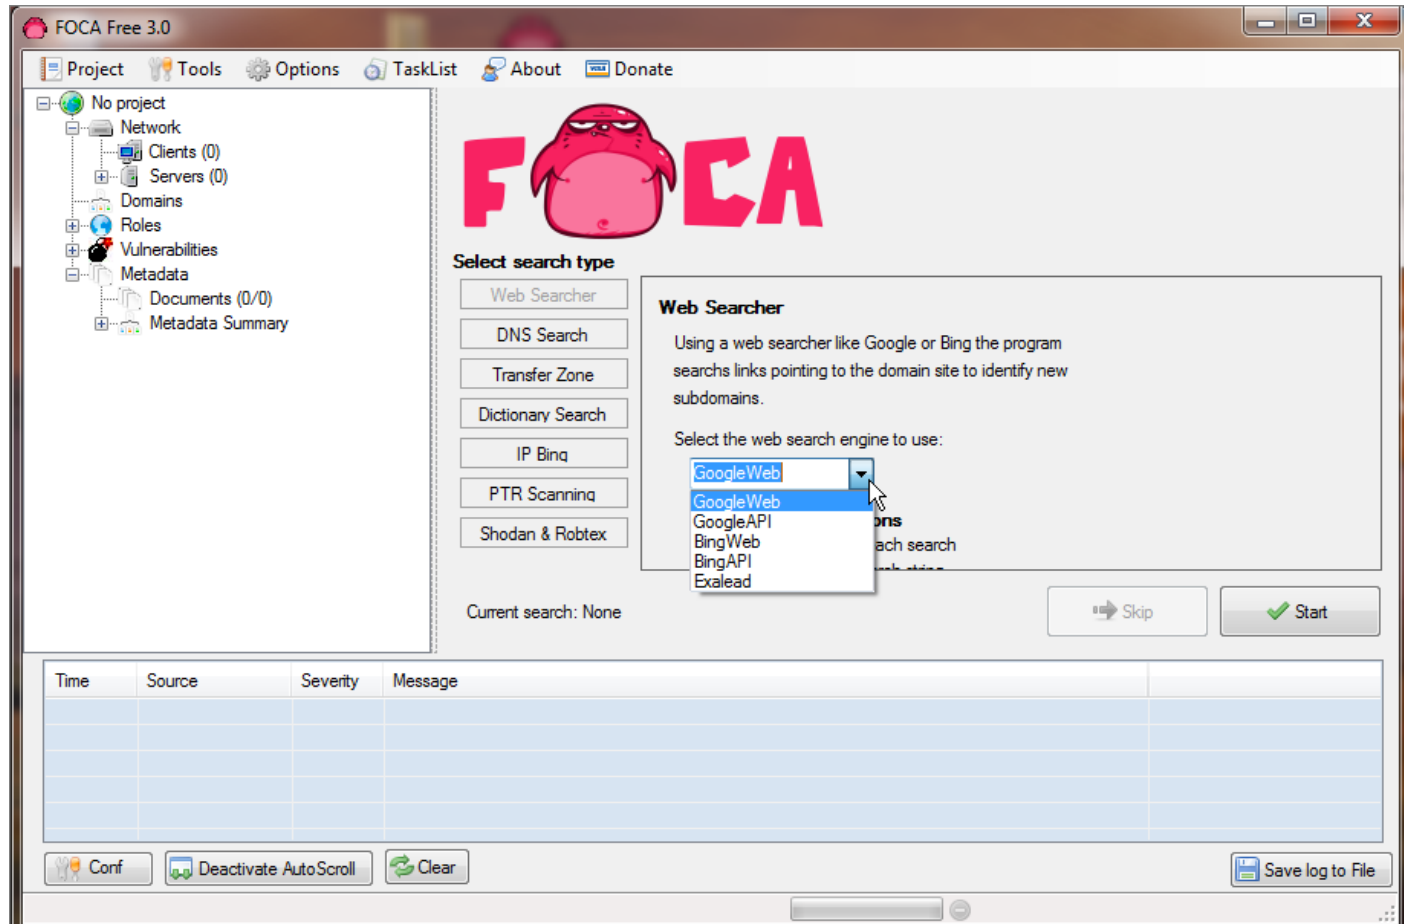 FOCA Free 3.0
Project Tools Options TaskList About Donate
No project
Network
Clients (0)
Servers (0)
Domains
Roles
Vulnerabilities
Metadata
Documents (0/0)
Metadata Summary
FOCA
Select search type
Web Searcher
DNS Search
Transfer Zone
Dictionary Search
IP Bing
PTR Scanning
Shodan & Robtex
Web Searcher
Using a web searcher like Google or Bing the program
searchs links pointing to the domain site to identify new
subdomains.
Select the web search engine to use:
GoogleWeb
GoogleWeb
GoogleAPI
BingWeb
BingAPI
Exalead
ons
ach search
Current search: None
Skip
Start
Time Source Severity Message
Conf
Deactivate AutoScroll
Clear
Save log to File